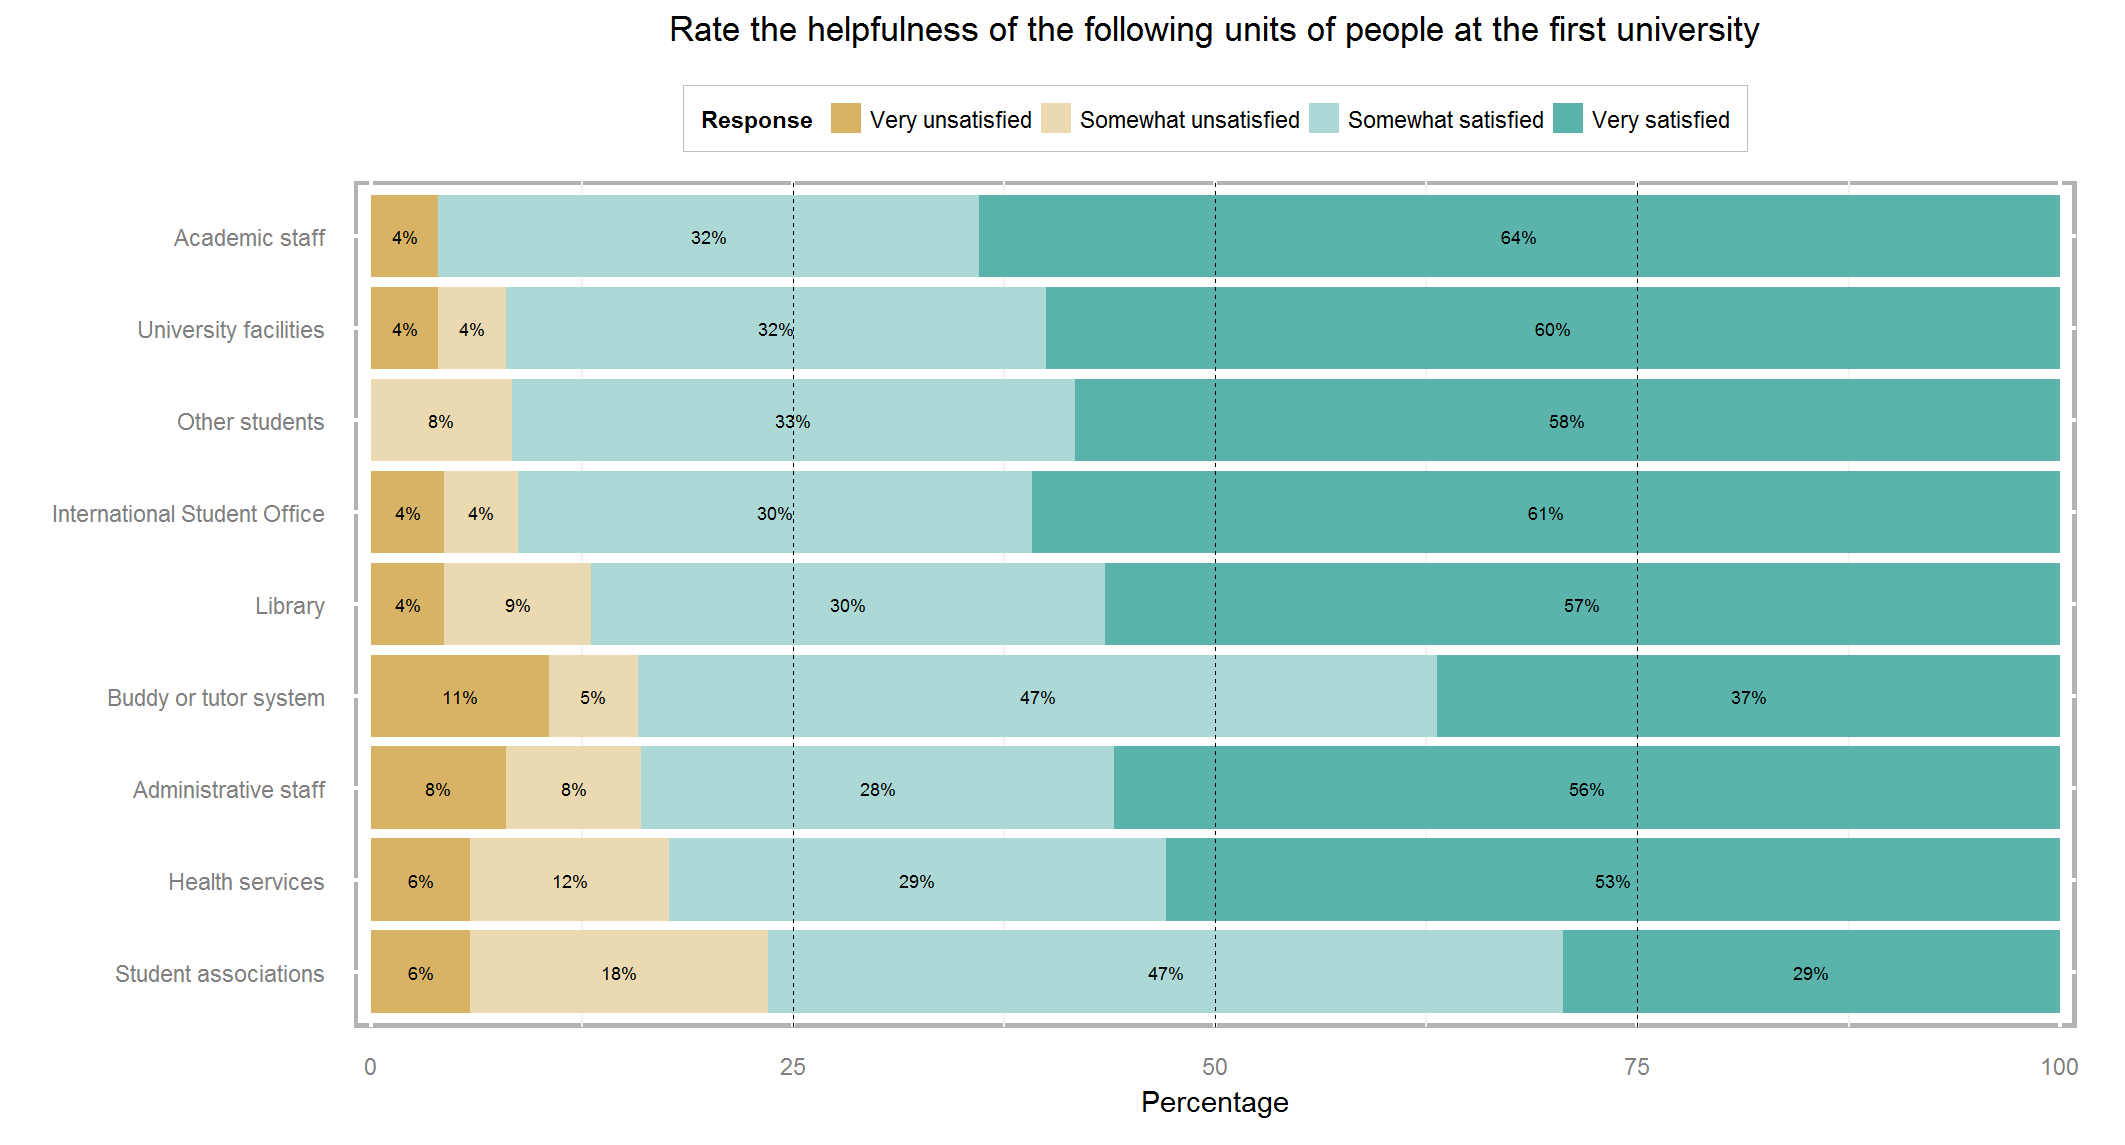 Rate the helpfulness of the following units of people at the first university
Response Very unsatisfied Somewhat unsatisfied Somewhat satisfied Very satisfied
Academic staff 4% 32% 64%
University facilities 4% 4% 32% 60%
Other students 8% 33% 58%
International Student Office 4% 4% 30% 61%
Library 4% 9% 30% 57%
Buddy or tutor system 11% 5% 47% 37%
Administrative staff 8% 8% 28% 56%
Health services 6% 12% 29% 53%
Student associations 6% 18% 47% 29%
0 25 50 75 100
Percentage